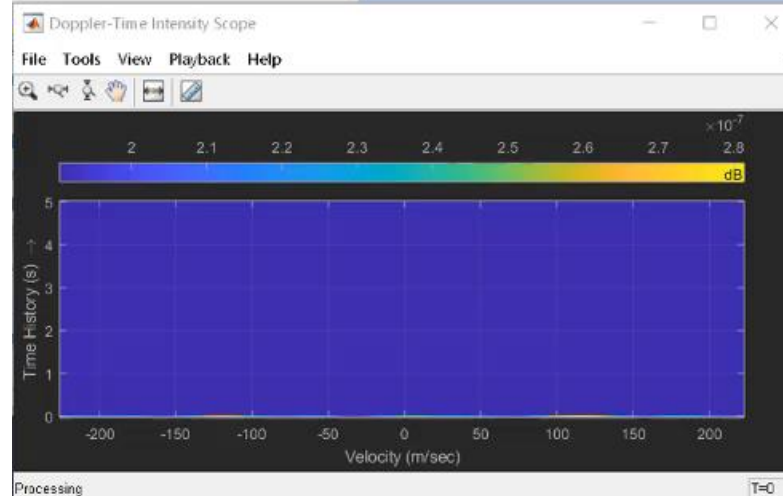 Doppler-Time Intensity Scope
File Tools View Playback Help
×10⁻⁷
2 2.1 2.2 2.3 2.4 2.5 2.6 2.7 2.8
dB
5
4
3
2
1
0
Time History (s) →
-200 -150 -100 -50 0 50 100 150 200
Velocity (m/sec)
Processing T=0